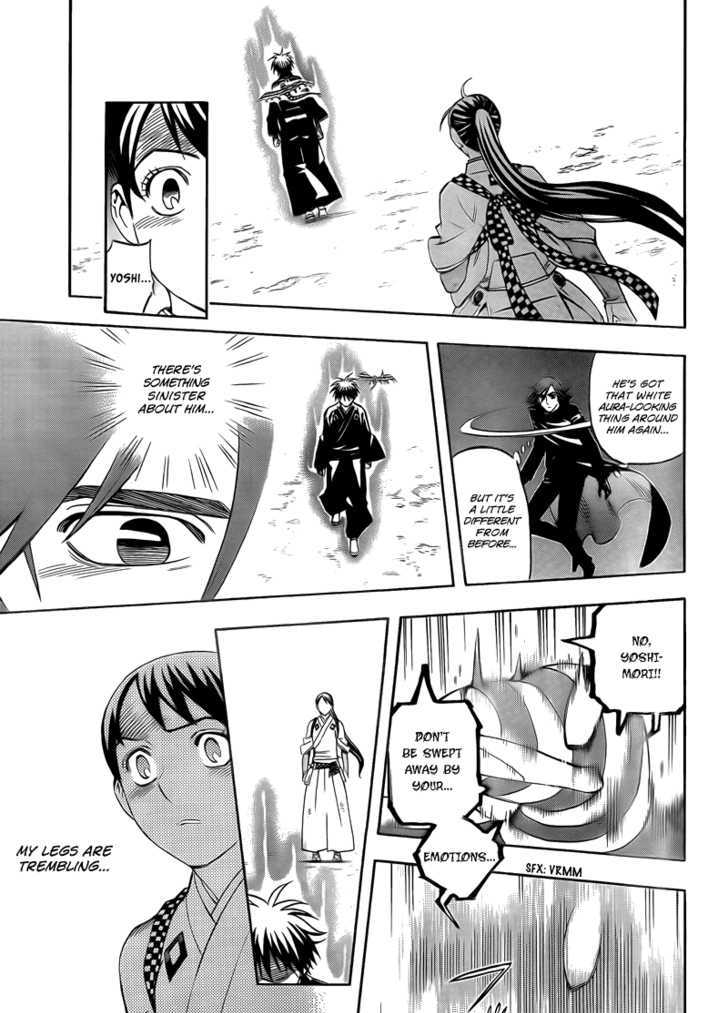 YOSHI...
HE'S GOT
THAT WHITE
AURA-LOOKING
THING AROUND
HIM AGAIN...
BUT IT'S
A LITTLE
DIFFERENT
FROM
BEFORE...
THERE'S
SOMETHING
SINISTER
ABOUT HIM...
NO,
YOSHI-
MORI!!
DON'T
BE SWEPT
AWAY BY
YOUR...
EMOTIONS...
SFX: VRMM
MY LEGS ARE
TREMBLING...